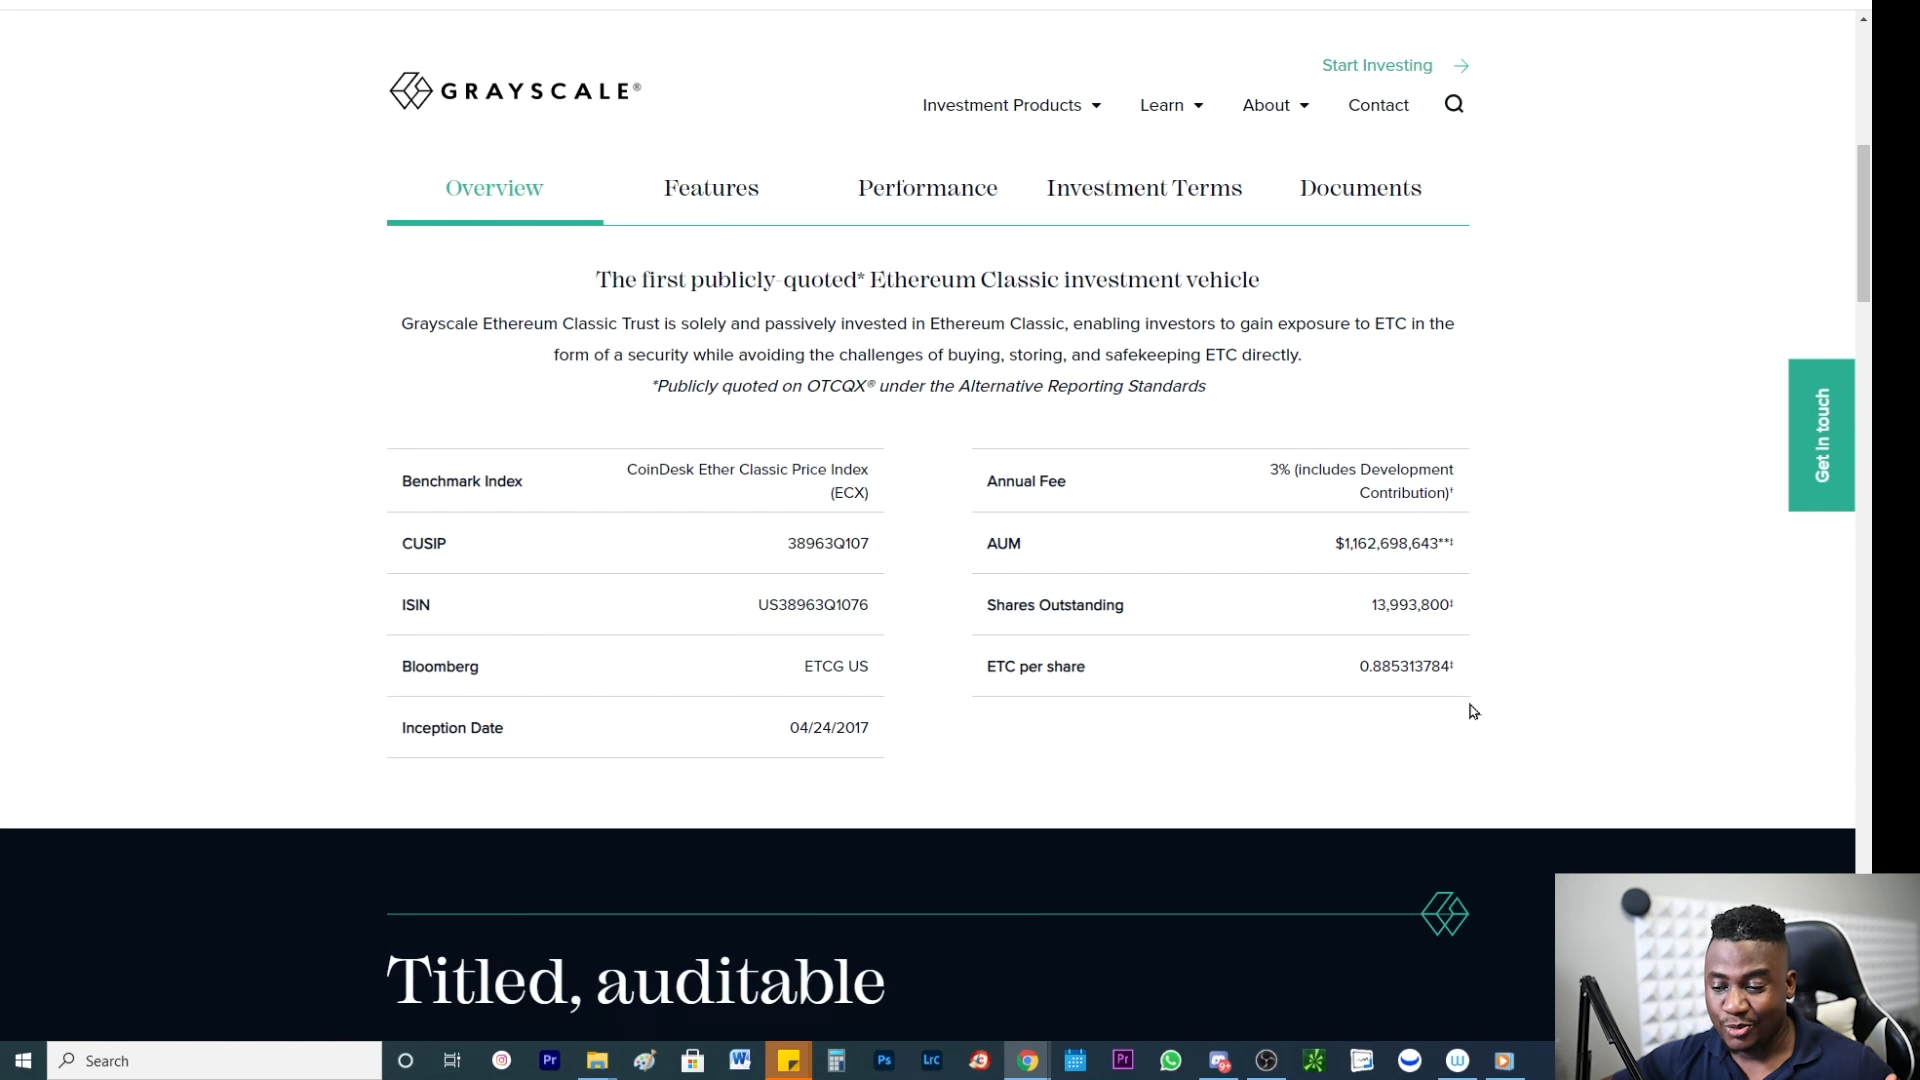 Start Investing
GRAYSCALE®
Investment Products
Learn
About
Contact
Overview
Features
Performance
Investment Terms
Documents
The first publicly-quoted* Ethereum Classic investment vehicle
Grayscale Ethereum Classic Trust is solely and passively invested in Ethereum Classic, enabling investors to gain exposure to ETC in the
form of a security while avoiding the challenges of buying, storing, and safekeeping ETC directly.
*Publicly quoted on OTCQX® under the Alternative Reporting Standards
Get in touch
Benchmark Index
CoinDesk Ether Classic Price Index
(ECX)
CUSIP
38963Q107
ISIN
US38963Q1076
Bloomberg
ETCG US
Inception Date
04/24/2017
Annual Fee
3% (includes Development
Contribution)†
AUM
$1,162,698,643**‡
Shares Outstanding
13,993,800‡
ETC per share
0.885313784‡
Titled, auditable
Search
Pr
W
Ps
LrC
Pr
9+
W